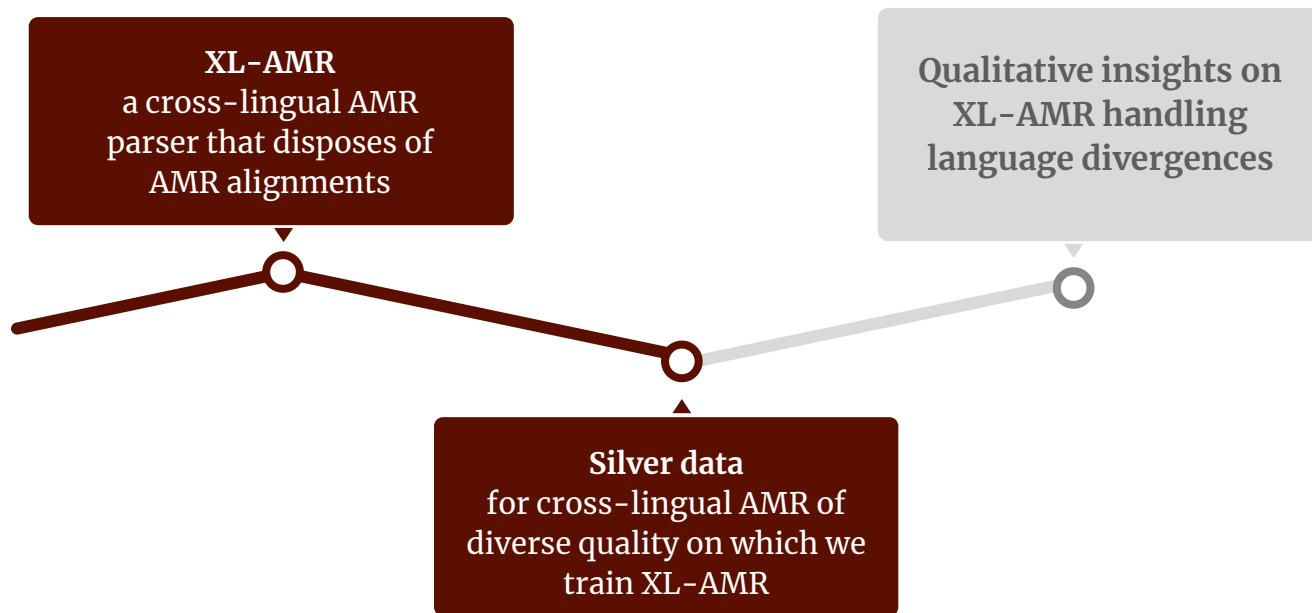 XL-AMR
a cross-lingual AMR
parser that disposes of
AMR alignments
Qualitative insights on
XL-AMR handling
language divergences
Silver data
for cross-lingual AMR of
diverse quality on which we
train XL-AMR